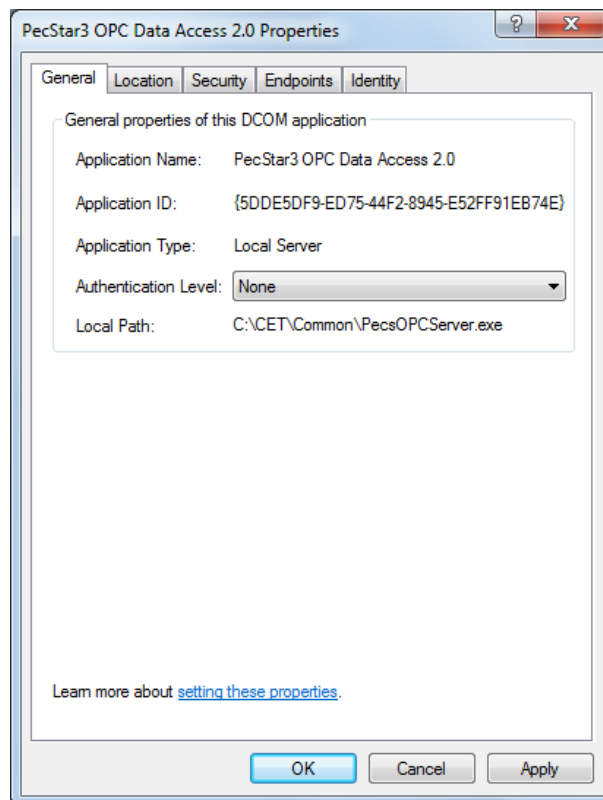 PecStar3 OPC Data Access 2.0 Properties
?
General Location Security Endpoints Identity
General properties of this DCOM application
Application Name: PecStar3 OPC Data Access 2.0
Application ID: {5DDE5DF9-ED75-44F2-8945-E52FF91EB74E}
Application Type: Local Server
Authentication Level: None
Local Path: C:\CET\Common\PecsOPCServer.exe
Learn more about setting these properties.
OK Cancel Apply